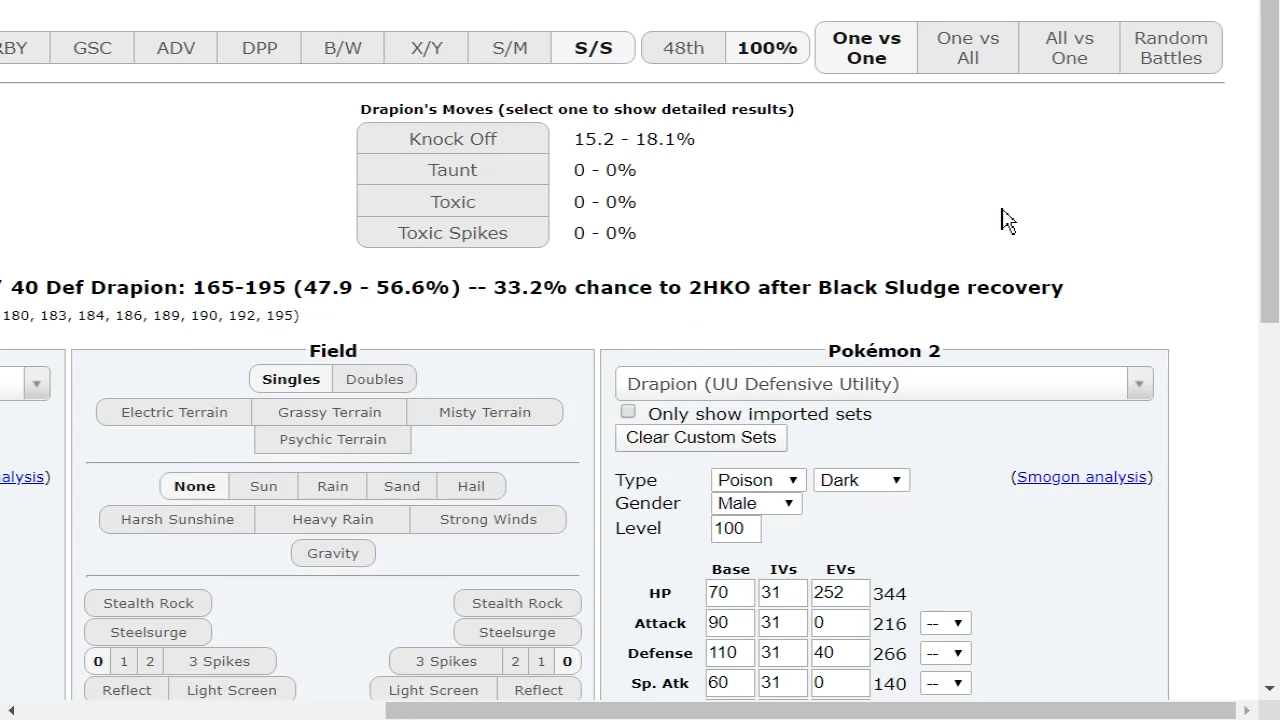 RBY GSC ADV DPP B/W X/Y S/M S/S 48th 100% One vs One One vs All All vs One Random Battles
Drapion's Moves (select one to show detailed results)
Knock Off 15.2 - 18.1%
Taunt 0 - 0%
Toxic 0 - 0%
Toxic Spikes 0 - 0%
/ 40 Def Drapion: 165-195 (47.9 - 56.6%) -- 33.2% chance to 2HKO after Black Sludge recovery
180, 183, 184, 186, 189, 190, 192, 195)
Field
Singles Doubles
Electric Terrain Grassy Terrain Misty Terrain
Psychic Terrain
None Sun Rain Sand Hail
Harsh Sunshine Heavy Rain Strong Winds
Gravity
Stealth Rock Stealth Rock
Steelsurge Steelsurge
0 1 2 3 Spikes 3 Spikes 2 1 0
Reflect Light Screen Light Screen Reflect
alysis)
Pokémon 2
Drapion (UU Defensive Utility)
Only show imported sets
Clear Custom Sets
Type Poison Dark (Smogon analysis)
Gender Male
Level 100
Base IVs EVs
HP 70 31 252 344
Attack 90 31 0 216 --
Defense 110 31 40 266 --
Sp. Atk 60 31 0 140 --